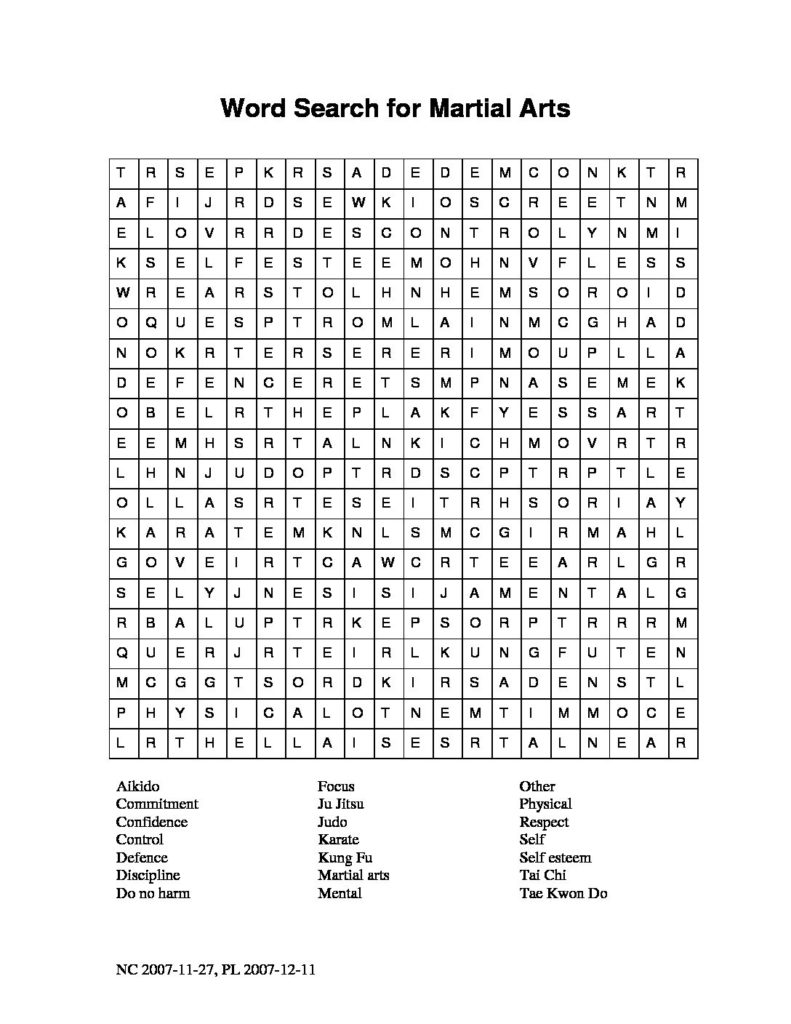 Word Search for Martial Arts
T R S E P K R S A D E D E M C O N K T R
A F I J R D S E W K I O S C R E E T N M
E L O V R R D E S C O N T R O L Y N M I
K S E L F E S T E E M O H N V F L E S S
W R E A R S T O L H N H E M S O R O I D
O Q U E S P T R O M L A I N M C G H A D
N O K R T E R S E R E R I M O U P L L A
D E F E N C E R E T S M P N A S E M E K
O B E L R T H E P L A K F Y E S S A R T
E E M H S R T A L N K I C H M O V R T R
L H N J U D O P T R D S C P T R P T L E
O L L A S R T E S E I T R H S O R I A Y
K A R A T E M K N L S M C G I R M A H L
G O V E I R T C A W C R T E E A R L G R
S E L Y J N E S I S I J A M E N T A L G
R B A L U P T R K E P S O R P T R R R M
Q U E R J R T E I R L K U N G F U T E N
M C G G T S O R D K I R S A D E N S T L
P H Y S I C A L O T N E M T I M M O C E
L R T H E L L A I S E S R T A L N E A R
Aikido Focus Other
Commitment Ju Jitsu Physical
Confidence Judo Respect
Control Karate Self
Defence Kung Fu Self esteem
Discipline Martial arts Tai Chi
Do no harm Mental Tae Kwon Do
NC 2007-11-27, PL 2007-12-11